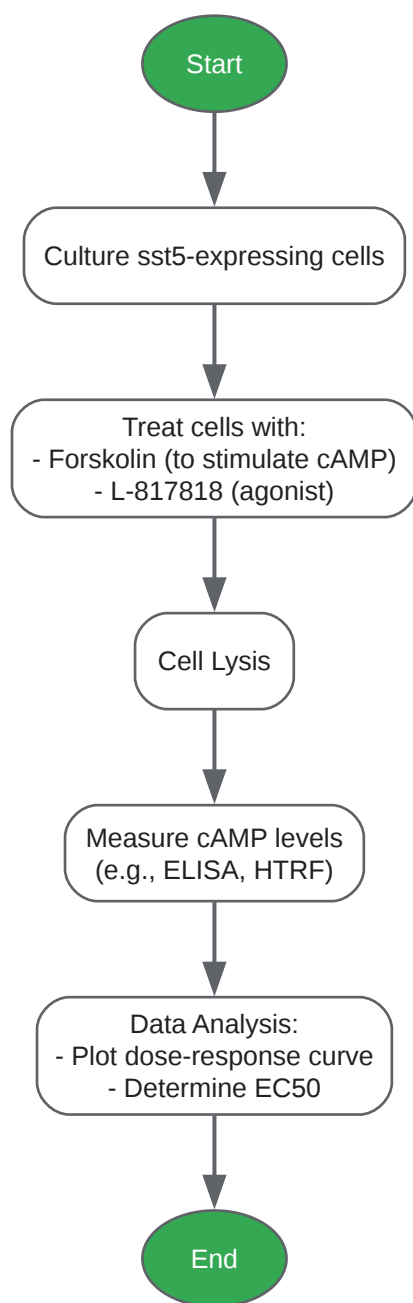 Start
Culture sst5-expressing cells
Treat cells with:
- Forskolin (to stimulate cAMP)
- L-817818 (agonist)
Cell Lysis
Measure cAMP levels
(e.g., ELISA, HTRF)
Data Analysis:
- Plot dose-response curve
- Determine EC50
End